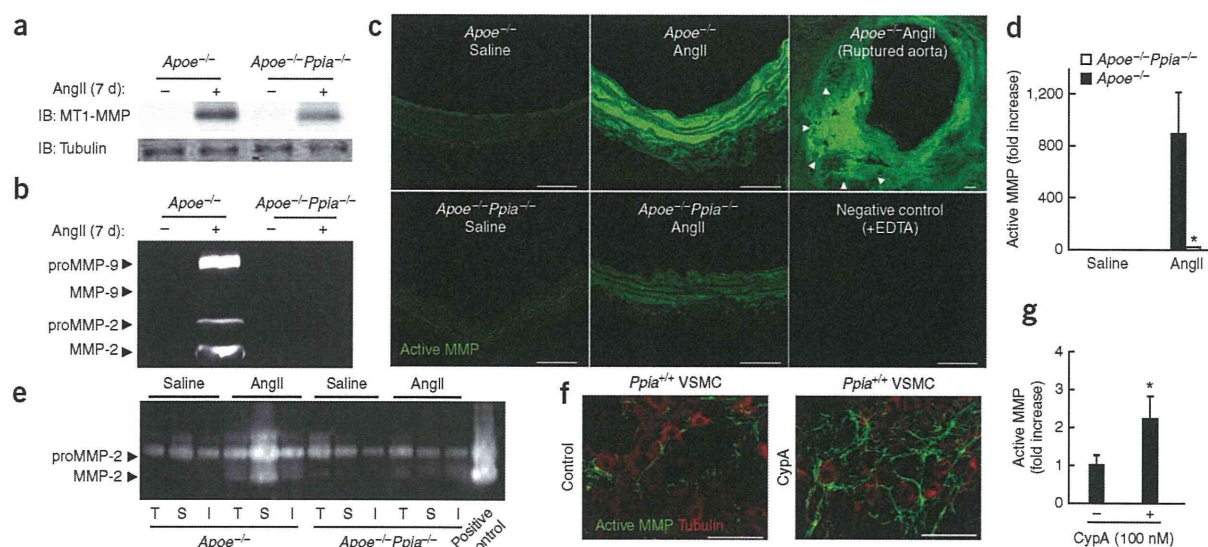 a
Apoe−/−
Apoe−/−Ppia−/−
AngII (7 d):
−
+
−
+
IB: MT1-MMP
IB: Tubulin
b
Apoe−/−
Apoe−/−Ppia−/−
AngII (7 d):
−
+
−
+
proMMP-9
MMP-9
proMMP-2
MMP-2
c
Apoe−/−
Saline
Apoe−/−
AngII
Apoe−/−AngII
(Ruptured aorta)
Apoe−/−Ppia−/−
Saline
Apoe−/−Ppia−/−
AngII
Negative control
(+EDTA)
Active MMP
d
Apoe−/−Ppia−/−
Apoe−/−
Active MMP (fold increase)
1,200
800
400
0
*
Saline
AngII
e
Saline
AngII
Saline
AngII
proMMP-2
MMP-2
T S I T S I T S I T S I
Positive control
Apoe−/−
Apoe−/−Ppia−/−
f
Ppia+/+ VSMC
Ppia+/+ VSMC
Control
CypA
Active MMP Tubulin
g
Active MMP
(fold increase)
4
3
2
1
0
*
−
+
CypA (100 nM)